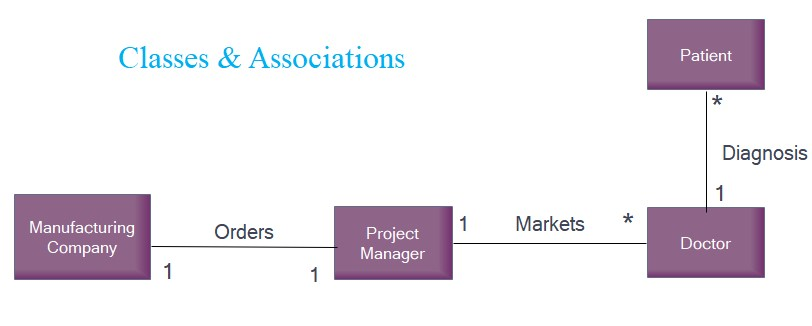 Classes & Associations
Patient
*
Diagnosis
1
Manufacturing
Company
Orders
1
1
Project
Manager
1
Markets
*
Doctor